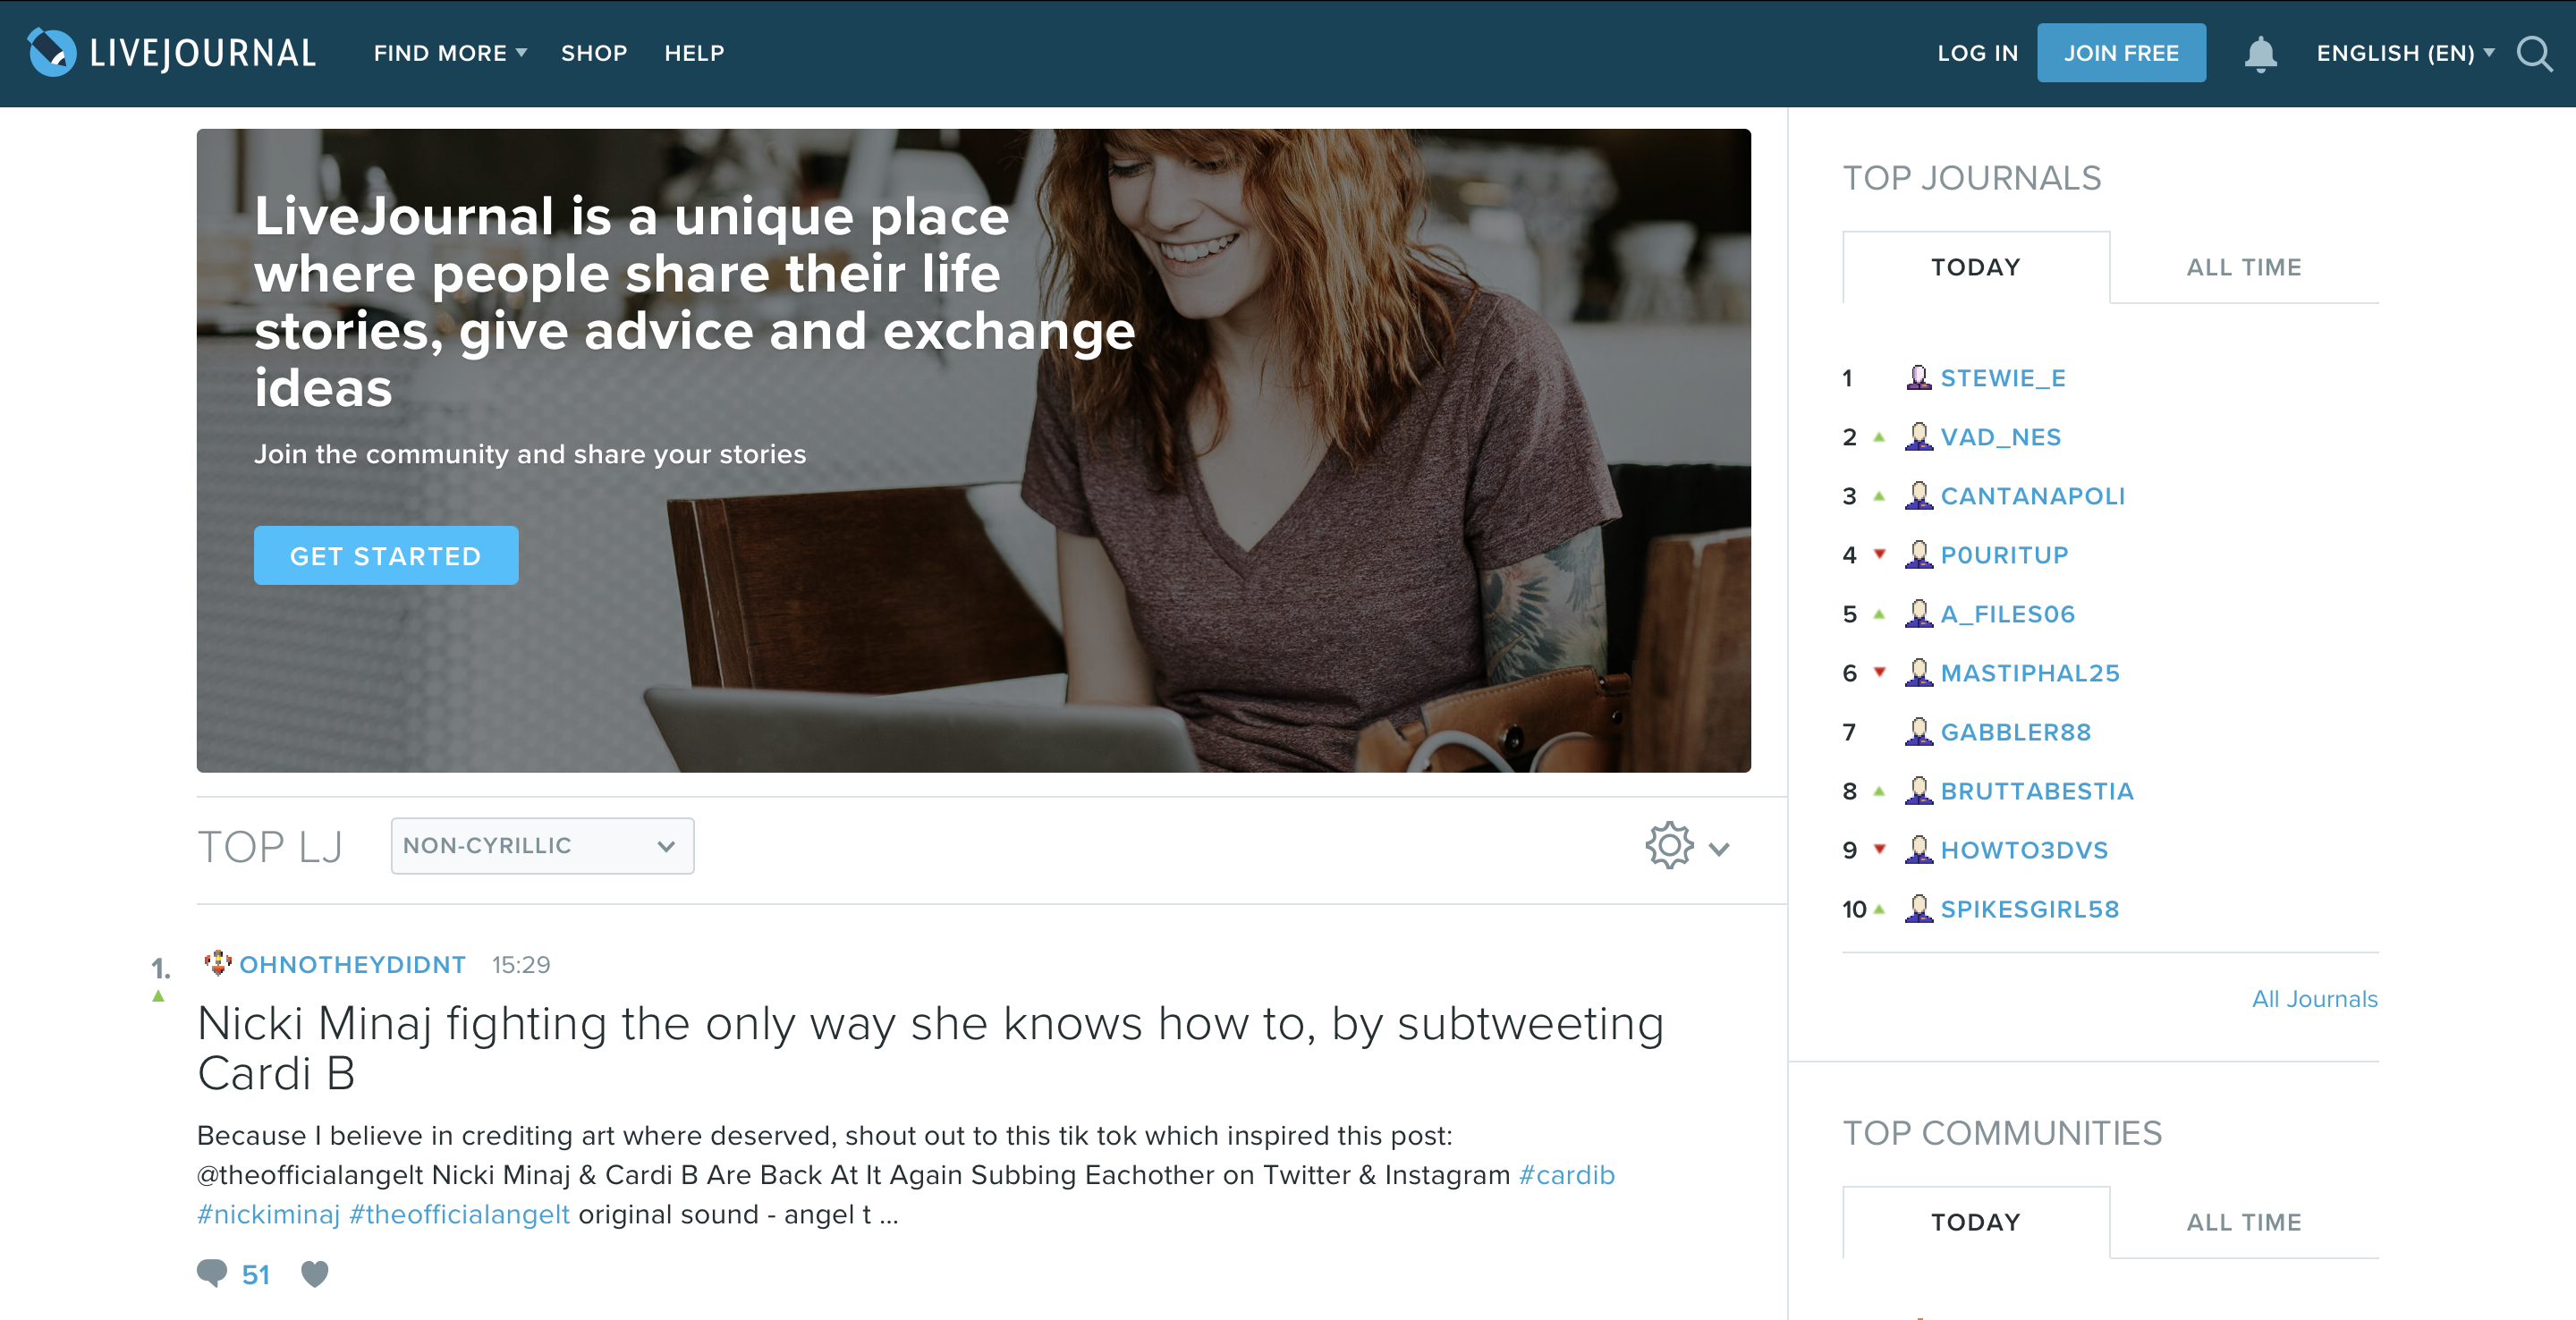 LIVEJOURNAL
FIND MORE
SHOP
HELP
LOG IN
JOIN FREE
ENGLISH (EN)
LiveJournal is a unique place
where people share their life
stories, give advice and exchange
ideas
Join the community and share your stories
GET STARTED
TOP LJ
NON-CYRILLIC
1.
OHNOTHEYDIDNT 15:29
Nicki Minaj fighting the only way she knows how to, by subtweeting
Cardi B
Because I believe in crediting art where deserved, shout out to this tik tok which inspired this post:
@theofficialangelt Nicki Minaj & Cardi B Are Back At It Again Subbing Eachother on Twitter & Instagram #cardib
#nickiminaj #theofficialangelt original sound - angel t ...
51
TOP JOURNALS
TODAY
ALL TIME
1 STEWIE_E
2 VAD_NES
3 CANTANAPOLI
4 P0URITUP
5 A_FILES06
6 MASTIPHAL25
7 GABBLER88
8 BRUTTABESTIA
9 HOWTO3DVS
10 SPIKESGIRL58
All Journals
TOP COMMUNITIES
TODAY
ALL TIME